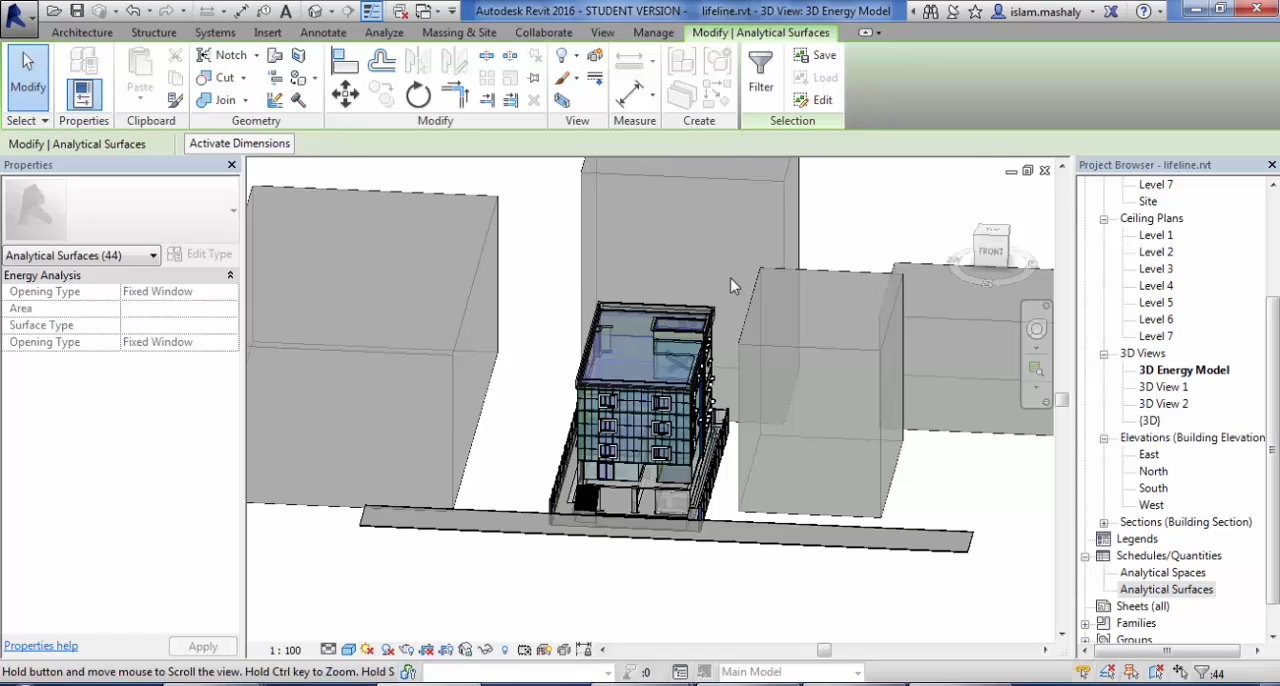 Autodesk Revit 2016 - STUDENT VERSION - lifeline.rvt - 3D View: 3D Energy Model
islam.mashaly
Architecture Structure Systems Insert Annotate Analyze Massing & Site Collaborate View Manage Modify | Analytical Surfaces
Modify
Select
Properties
Paste
Clipboard
Notch
Cut
Join
Geometry
Modify
View
Measure
Create
Filter
Save
Load
Edit
Selection
Modify | Analytical Surfaces
Activate Dimensions
Properties
Analytical Surfaces (44)
Edit Type
Energy Analysis
Opening Type Fixed Window
Area
Surface Type
Opening Type Fixed Window
Properties help
Apply
FRONT
Project Browser - lifeline.rvt
Level 7
Site
Ceiling Plans
Level 1
Level 2
Level 3
Level 4
Level 5
Level 6
Level 7
3D Views
3D Energy Model
3D View 1
3D View 2
{3D}
Elevations (Building Elevation
East
North
South
West
Sections (Building Section)
Legends
Schedules/Quantities
Analytical Spaces
Analytical Surfaces
Sheets (all)
Families
Groups
1 : 100
Hold button and move mouse to Scroll the view. Hold Ctrl key to Zoom. Hold S
:0
Main Model
:44